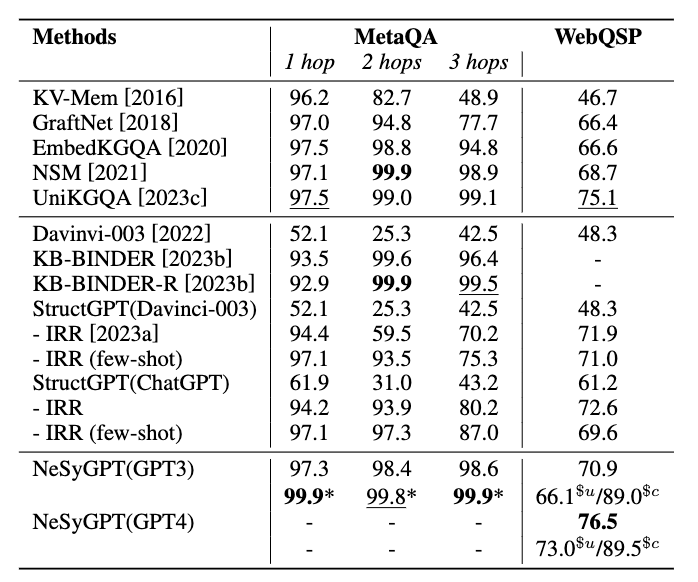 Methods MetaQA WebQSP
1 hop 2 hops 3 hops
KV-Mem [2016] 96.2 82.7 48.9 46.7
GraftNet [2018] 97.0 94.8 77.7 66.4
EmbedKGQA [2020] 97.5 98.8 94.8 66.6
NSM [2021] 97.1 99.9 98.9 68.7
UniKGQA [2023c] 97.5 99.0 99.1 75.1
Davinvi-003 [2022] 52.1 25.3 42.5 48.3
KB-BINDER [2023b] 93.5 99.6 96.4 -
KB-BINDER-R [2023b] 92.9 99.9 99.5 -
StructGPT(Davinci-003) 52.1 25.3 42.5 48.3
- IRR [2023a] 94.4 59.5 70.2 71.9
- IRR (few-shot) 97.1 93.5 75.3 71.0
StructGPT(ChatGPT) 61.9 31.0 43.2 61.2
- IRR 94.2 93.9 80.2 72.6
- IRR (few-shot) 97.1 97.3 87.0 69.6
NeSyGPT(GPT3) 97.3 98.4 98.6 70.9
99.9* 99.8* 99.9* 66.1$u/89.0$c
NeSyGPT(GPT4) - - - 76.5
- - - 73.0$u/89.5$c